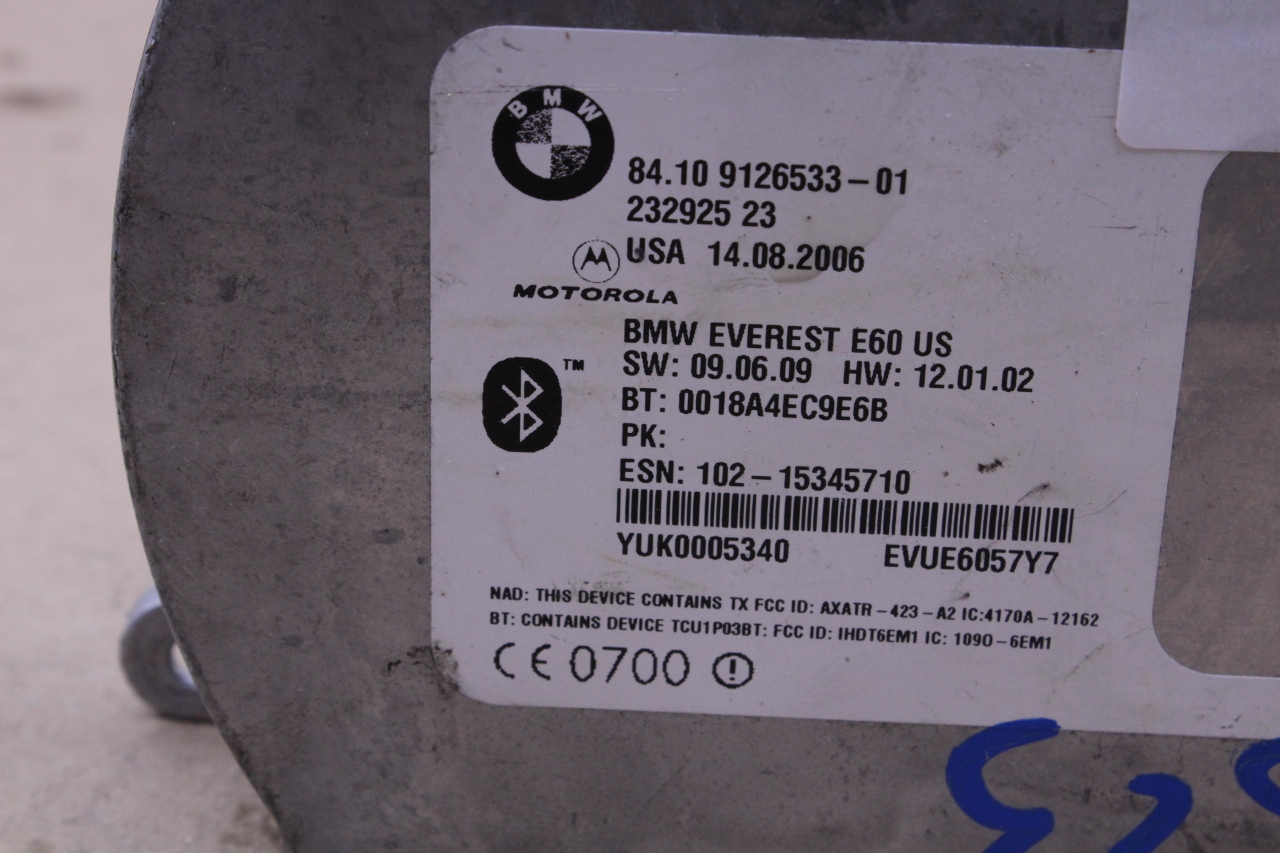 BMW
84.10 9126533-01
232925 23
USA 14.08.2006
MOTOROLA
BMW EVEREST E60 US
SW: 09.06.09 HW: 12.01.02
TM
BT: 0018A4EC9E6B
PK:
ESN: 102-15345710
YUK0005340 EVUE6057Y7
NAD: THIS DEVICE CONTAINS TX FCC ID: AXATR-423-A2 IC:4170A-12162
BT: CONTAINS DEVICE TCU1P03BT: FCC ID: IHDT6EM1 IC: 1090-6EM1
CE 0700